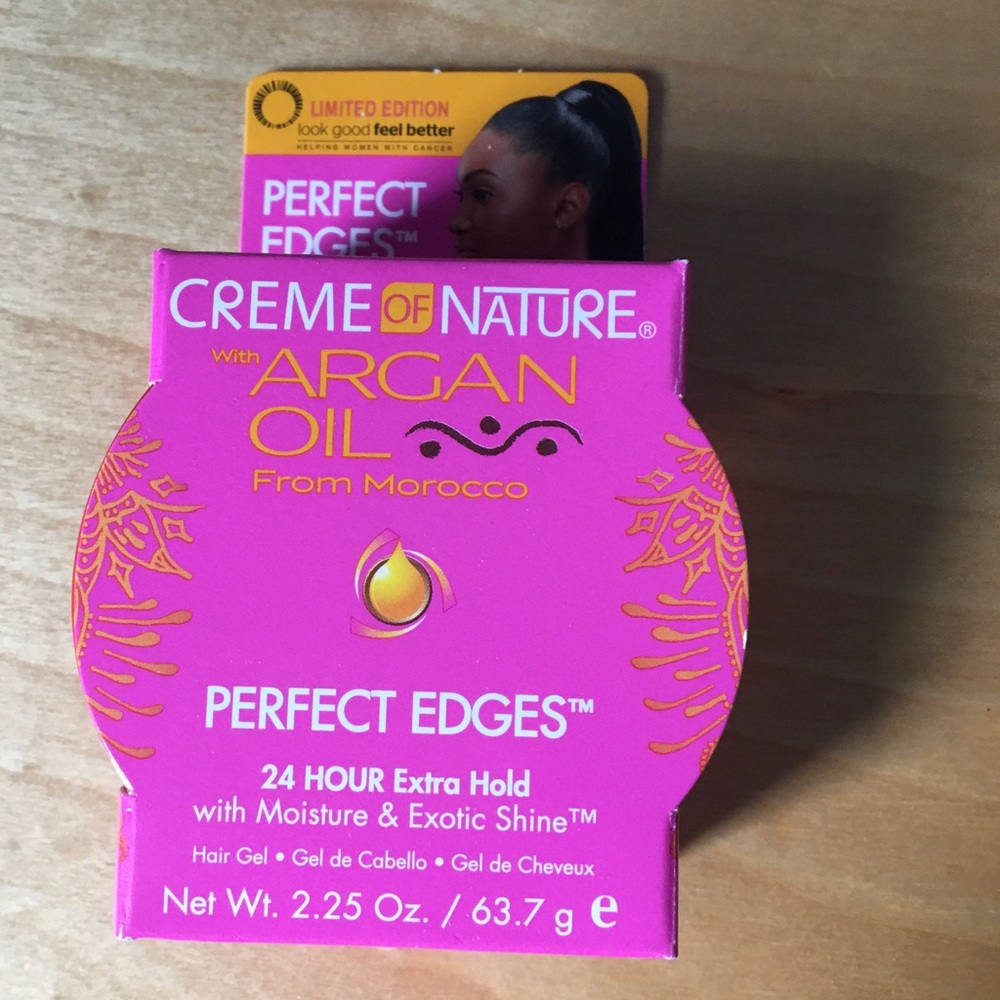 LIMITED EDITION
look good feel better
HELPING WOMEN WITH CANCER
PERFECT
EDGES™
CREME OF NATURE®
With ARGAN
OIL
From Morocco
PERFECT EDGES™
24 HOUR Extra Hold
with Moisture & Exotic Shine™
Hair Gel • Gel de Cabello • Gel de Cheveux
Net Wt. 2.25 Oz. / 63.7 g e